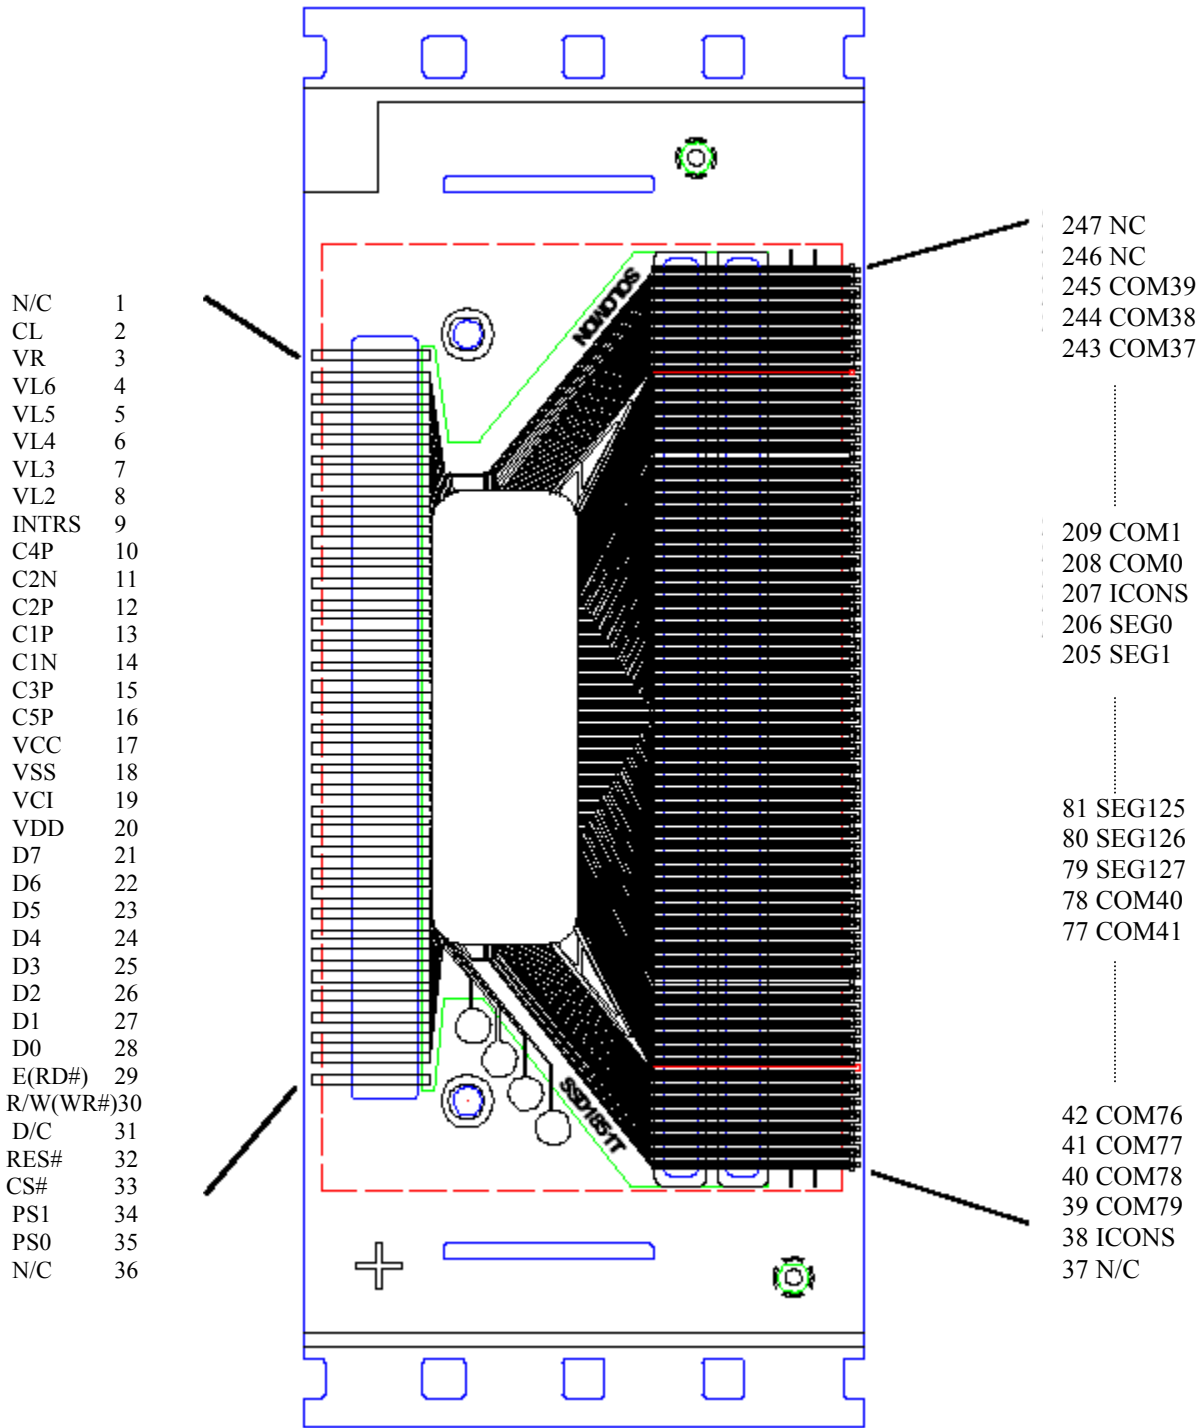 N/C 1
CL 2
VR 3
VL6 4
VL5 5
VL4 6
VL3 7
VL2 8
INTRS 9
C4P 10
C2N 11
C2P 12
C1P 13
C1N 14
C3P 15
C5P 16
VCC 17
VSS 18
VCI 19
VDD 20
D7 21
D6 22
D5 23
D4 24
D3 25
D2 26
D1 27
D0 28
E(RD#) 29
R/W(WR#)30
D/C 31
RES# 32
CS# 33
PS1 34
PS0 35
N/C 36
SOLOMON
SSD1851T
247 NC
246 NC
245 COM39
244 COM38
243 COM37
209 COM1
208 COM0
207 ICONS
206 SEG0
205 SEG1
81 SEG125
80 SEG126
79 SEG127
78 COM40
77 COM41
42 COM76
41 COM77
40 COM78
39 COM79
38 ICONS
37 N/C